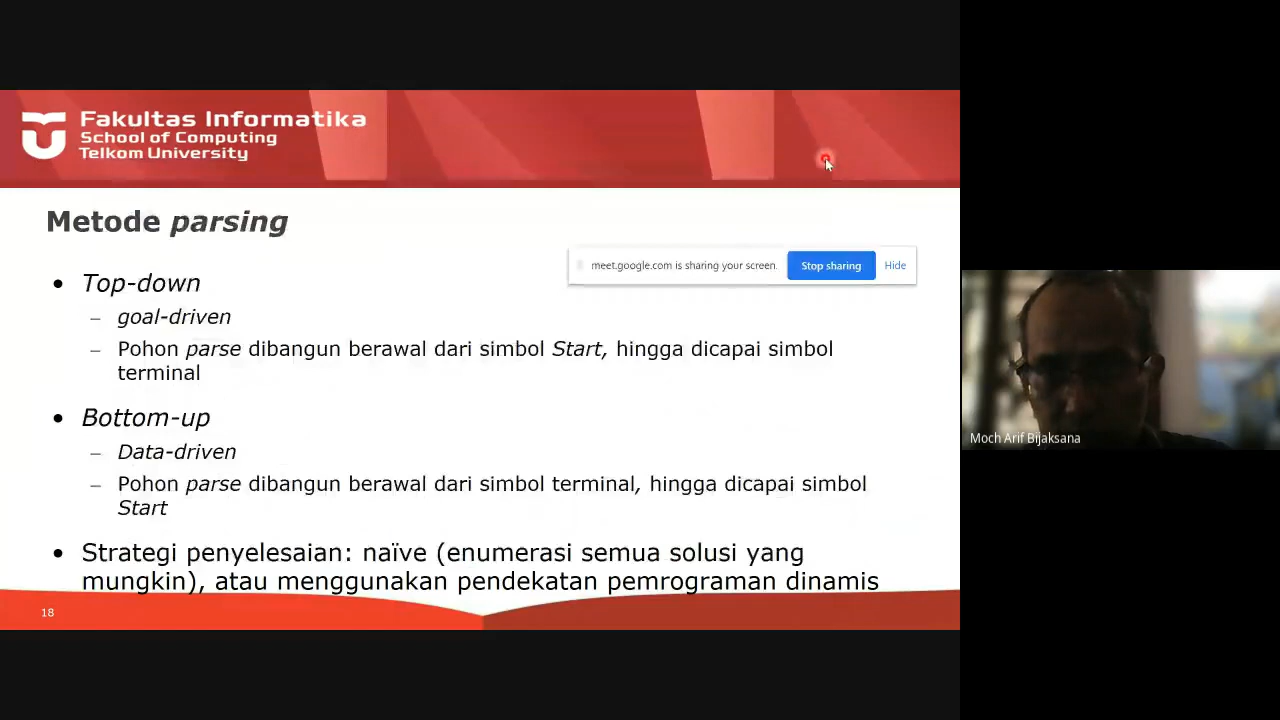 Fakultas Informatika
School of Computing
Telkom University
Metode parsing
meet.google.com is sharing your screen.
Stop sharing
Hide
• Top-down
– goal-driven
– Pohon parse dibangun berawal dari simbol Start, hingga dicapai simbol
terminal
• Bottom-up
– Data-driven
– Pohon parse dibangun berawal dari simbol terminal, hingga dicapai simbol
Start
• Strategi penyelesaian: naïve (enumerasi semua solusi yang
mungkin), atau menggunakan pendekatan pemrograman dinamis
18
Moch Arif Bijaksana